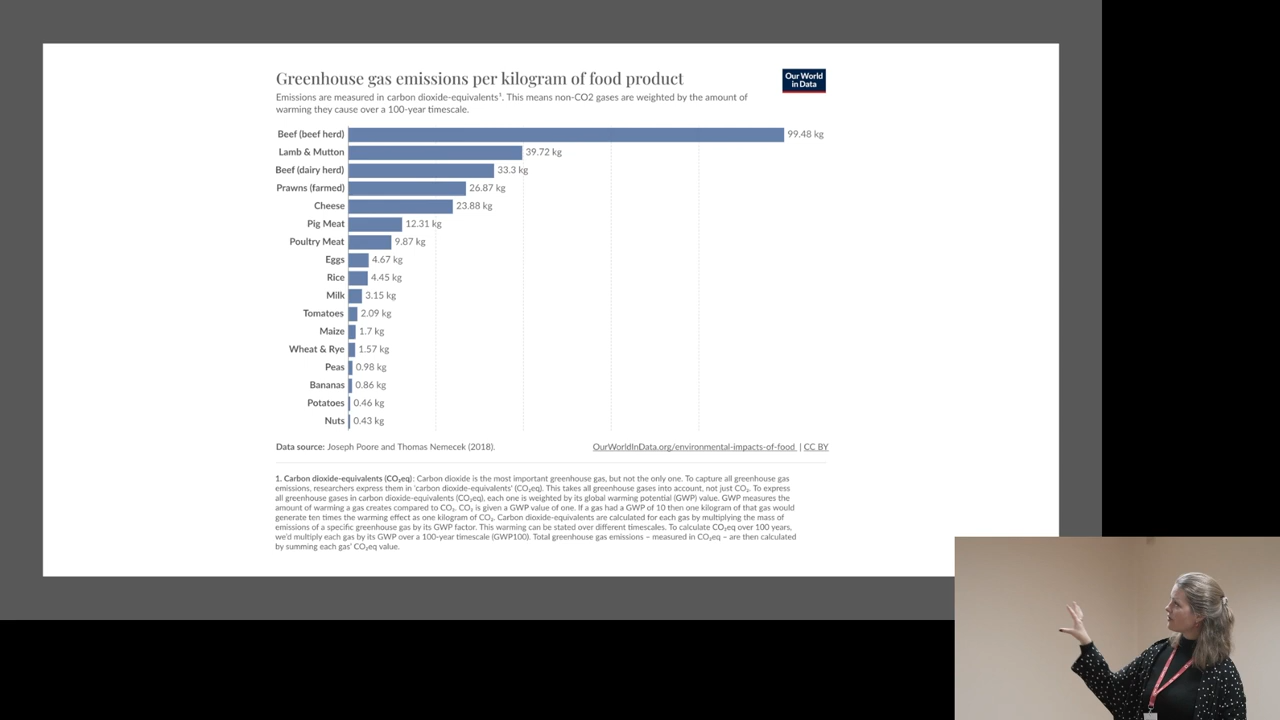 Greenhouse gas emissions per kilogram of food product
Our World
in Data
Emissions are measured in carbon dioxide-equivalents¹. This means non-CO2 gases are weighted by the amount of
warming they cause over a 100-year timescale.
Beef (beef herd) 99.48 kg
Lamb & Mutton 39.72 kg
Beef (dairy herd) 33.3 kg
Prawns (farmed) 26.87 kg
Cheese 23.88 kg
Pig Meat 12.31 kg
Poultry Meat 9.87 kg
Eggs 4.67 kg
Rice 4.45 kg
Milk 3.15 kg
Tomatoes 2.09 kg
Maize 1.7 kg
Wheat & Rye 1.57 kg
Peas 0.98 kg
Bananas 0.86 kg
Potatoes 0.46 kg
Nuts 0.43 kg
Data source: Joseph Poore and Thomas Nemecek (2018). OurWorldInData.org/environmental-impacts-of-food | CC BY
1. Carbon dioxide-equivalents (CO₂eq): Carbon dioxide is the most important greenhouse gas, but not the only one. To capture all greenhouse gas
emissions, researchers express them in 'carbon dioxide-equivalents' (CO₂eq). This takes all greenhouse gases into account, not just CO₂. To express
all greenhouse gases in carbon dioxide-equivalents (CO₂eq), each one is weighted by its global warming potential (GWP) value. GWP measures the
amount of warming a gas creates compared to CO₂. CO₂ is given a GWP value of one. If a gas had a GWP of 10 then one kilogram of that gas would
generate ten times the warming effect as one kilogram of CO₂. Carbon dioxide-equivalents are calculated for each gas by multiplying the mass of
emissions of a specific greenhouse gas by its GWP factor. This warming can be stated over different timescales. To calculate CO₂eq over 100 years,
we'd multiply each gas by its GWP over a 100-year timescale (GWP100). Total greenhouse gas emissions – measured in CO₂eq – are then calculated
by summing each gas' CO₂eq value.